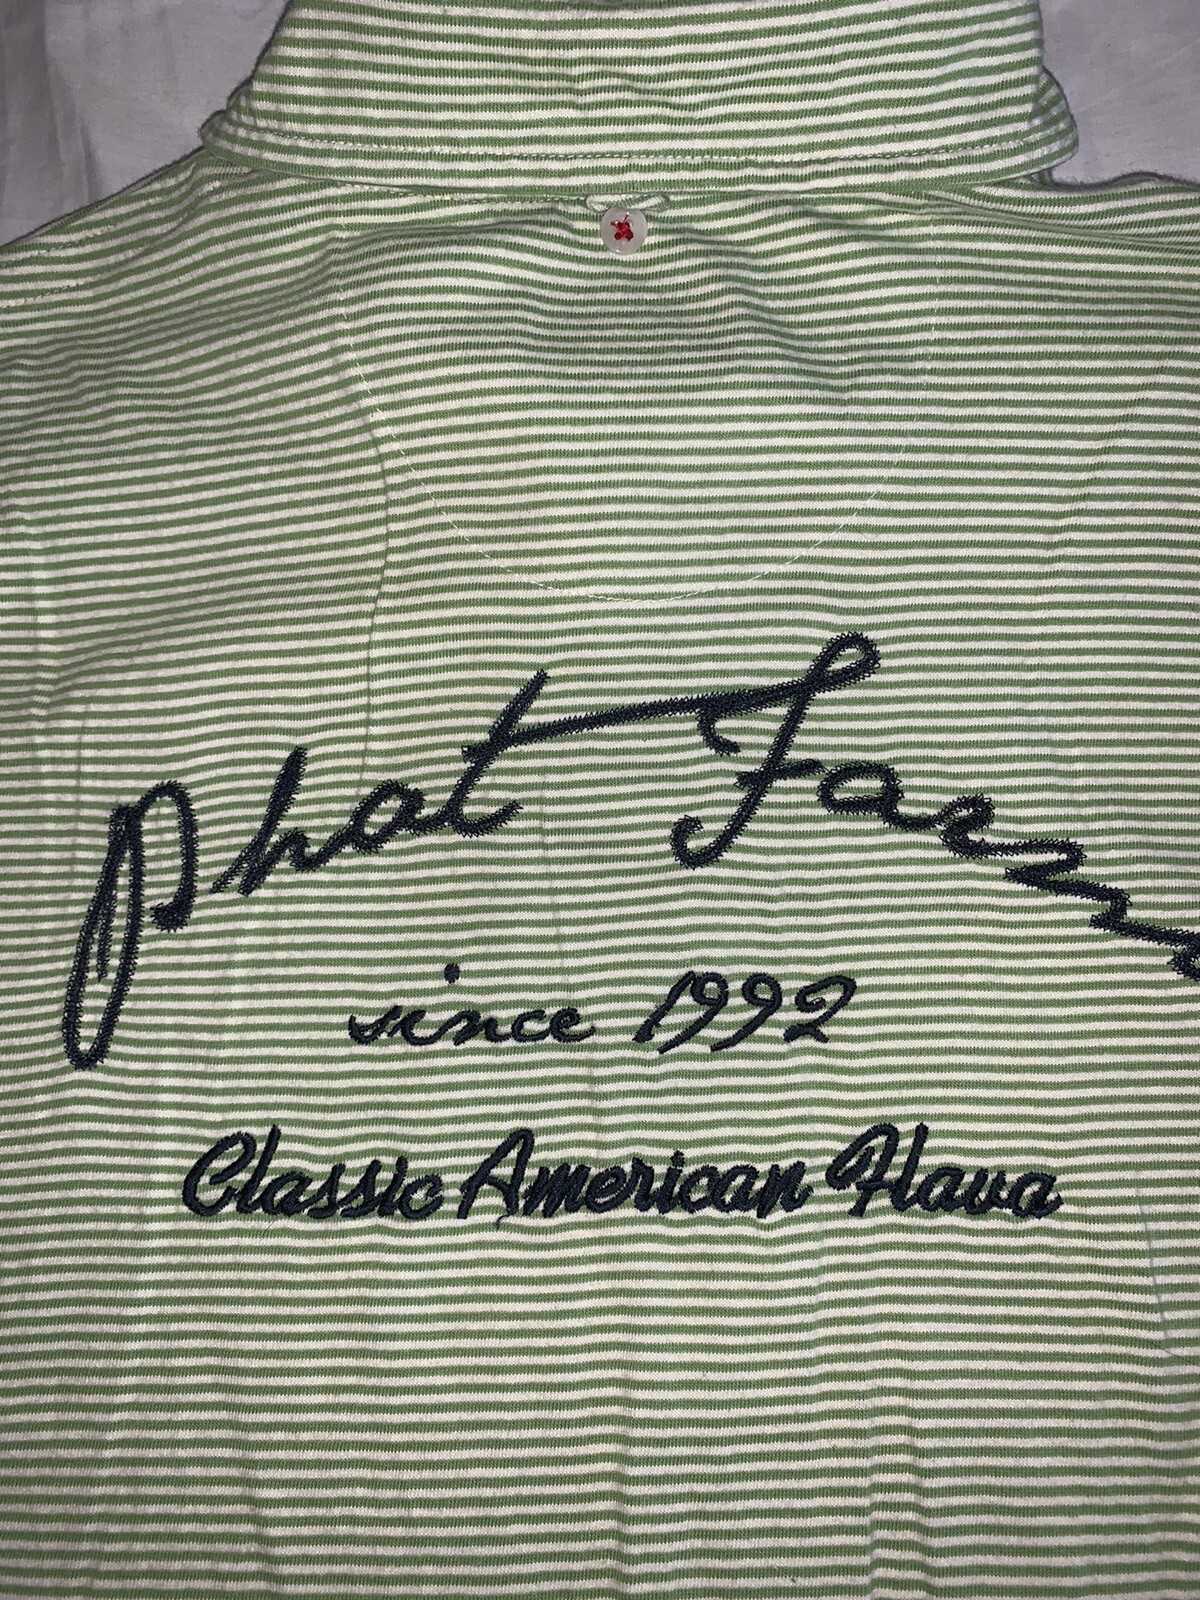 Phat Farm
since 1992
Classic American Flava